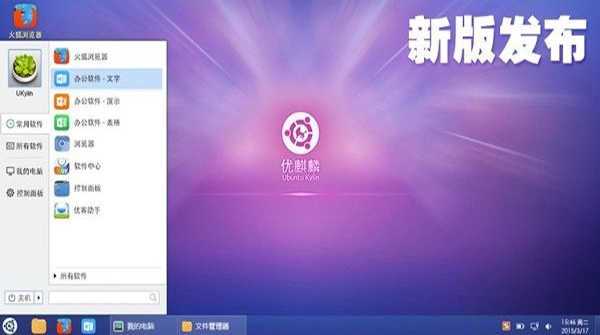 新版发布
火狐浏览器
UKylin
常用软件
所有软件
我的电脑
控制面板
火狐浏览器
办公软件 - 文字
办公软件 - 演示
办公软件 - 表格
浏览器
软件中心
控制面板
优客助手
所有软件
关机
优麒麟
Ubuntu Kylin
我的电脑
文件管理器
15:46 周二
2015/3/17